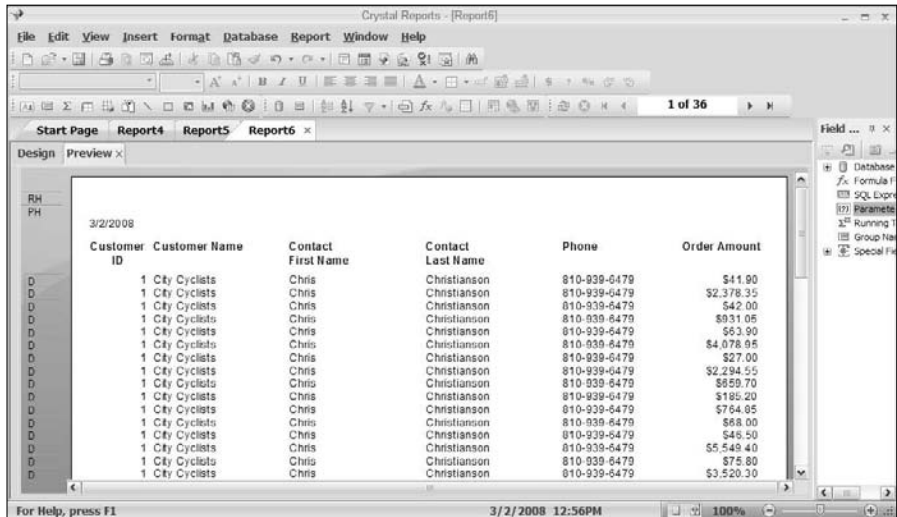 Crystal Reports - [Report6]
File Edit View Insert Format Database Report Window Help
1 of 36
Start Page Report4 Report5 Report6 ×
Field ...
Design Preview ×
Database
Formula F
SQL Expre
Paramete
Running T
Group Na
Special Fie
RH
PH
3/2/2008
Customer ID Customer Name Contact First Name Contact Last Name Phone Order Amount
D 1 City Cyclists Chris Christianson 810-939-6479 $41.90
D 1 City Cyclists Chris Christianson 810-939-6479 $2,378.35
D 1 City Cyclists Chris Christianson 810-939-6479 $42.00
D 1 City Cyclists Chris Christianson 810-939-6479 $931.05
D 1 City Cyclists Chris Christianson 810-939-6479 $63.90
D 1 City Cyclists Chris Christianson 810-939-6479 $4,078.95
D 1 City Cyclists Chris Christianson 810-939-6479 $27.00
D 1 City Cyclists Chris Christianson 810-939-6479 $2,294.55
D 1 City Cyclists Chris Christianson 810-939-6479 $659.70
D 1 City Cyclists Chris Christianson 810-939-6479 $185.20
D 1 City Cyclists Chris Christianson 810-939-6479 $764.85
D 1 City Cyclists Chris Christianson 810-939-6479 $68.00
D 1 City Cyclists Chris Christianson 810-939-6479 $46.50
D 1 City Cyclists Chris Christianson 810-939-6479 $5,549.40
D 1 City Cyclists Chris Christianson 810-939-6479 $75.80
D 1 City Cyclists Chris Christianson 810-939-6479 $3,520.30
For Help, press F1
3/2/2008 12:56PM
100%